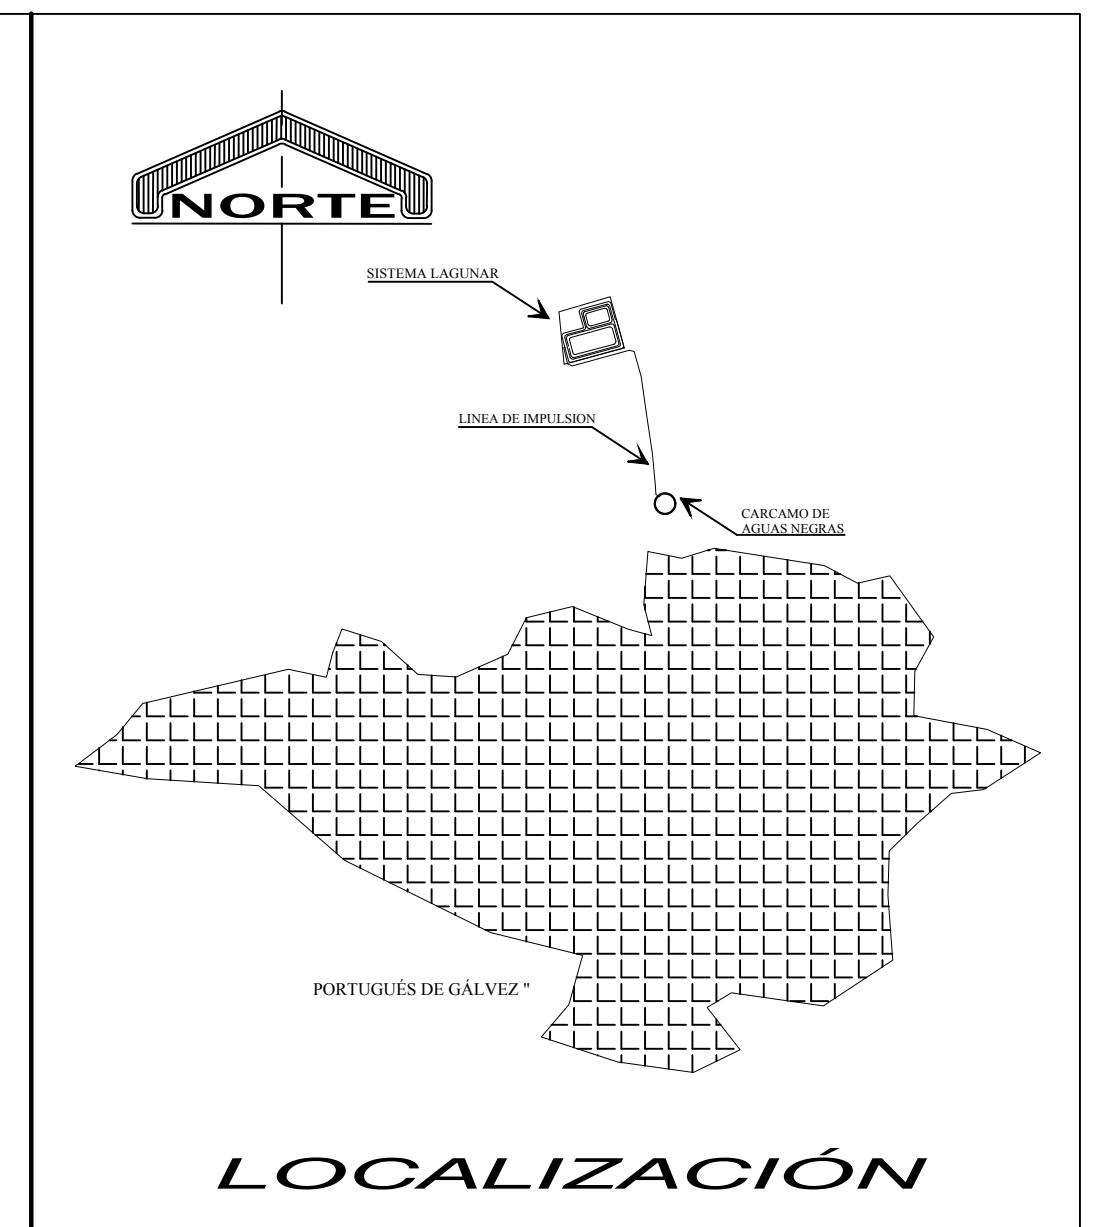 NORTE
SISTEMA LAGUNAR
LINEA DE IMPULSION
CARCAMO DE
AGUAS NEGRAS
PORTUGUÉS DE GÁLVEZ "
LOCALIZACIÓN